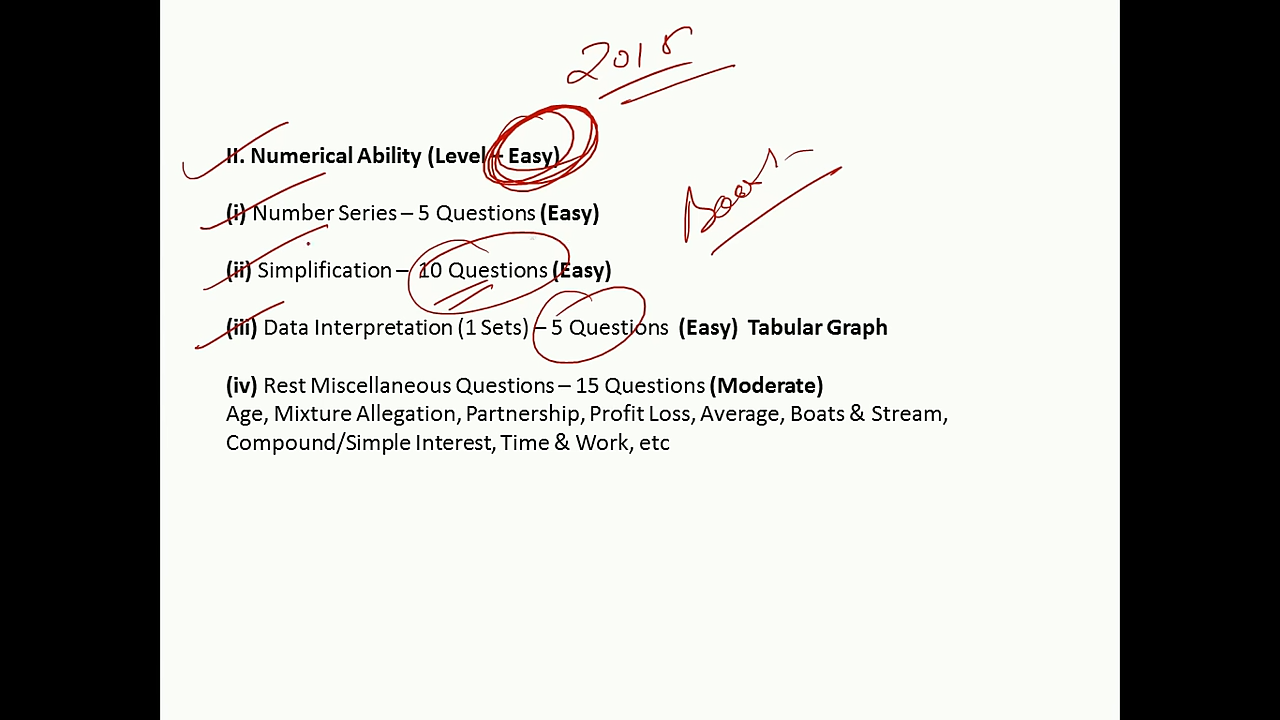 2018
II. Numerical Ability (Level – Easy)
(i) Number Series – 5 Questions (Easy)
(ii) Simplification – 10 Questions (Easy)
(iii) Data Interpretation (1 Sets) – 5 Questions (Easy) Tabular Graph
(iv) Rest Miscellaneous Questions – 15 Questions (Moderate)
Age, Mixture Allegation, Partnership, Profit Loss, Average, Boats & Stream,
Compound/Simple Interest, Time & Work, etc